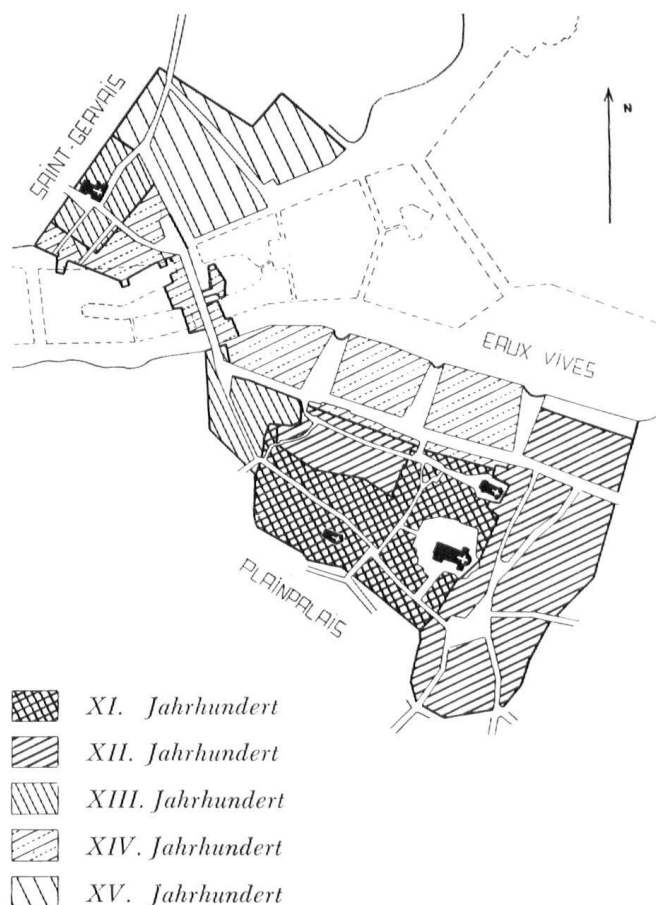 SAINT-GERVAIS
N
EAUX VIVES
PLAINPALAIS
XI. Jahrhundert
XII. Jahrhundert
XIII. Jahrhundert
XIV. Jahrhundert
XV. Jahrhundert